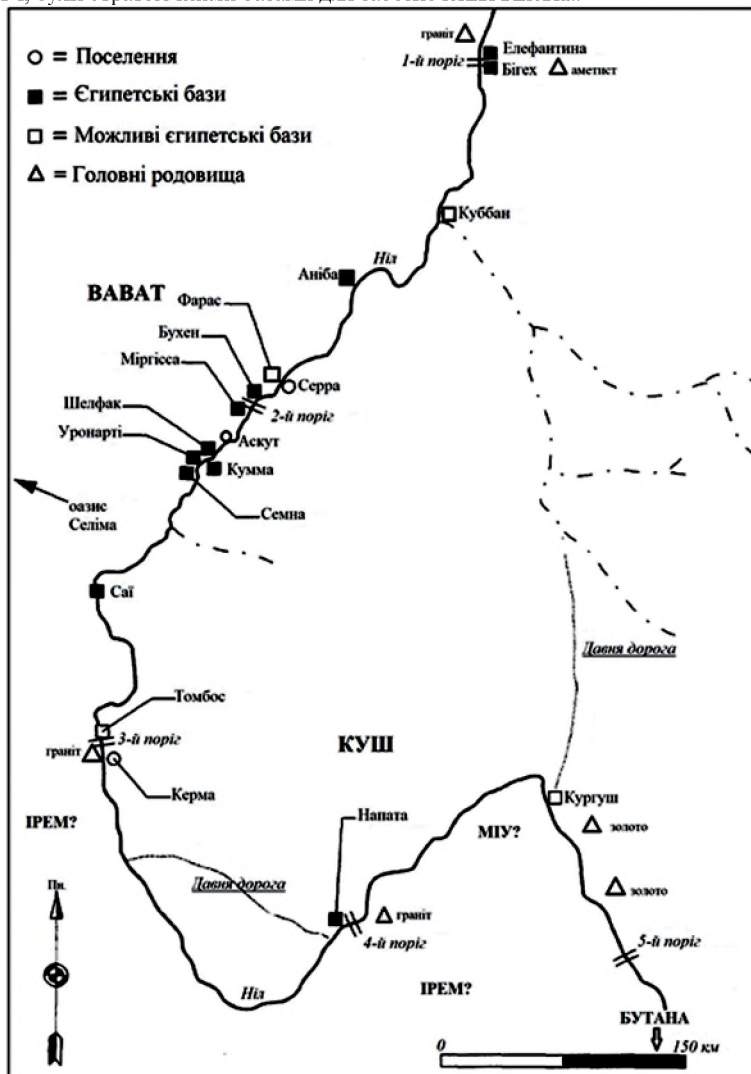 ○ = Поселення
■ = Єгипетські бази
□ = Можливі єгипетські бази
△ = Головні родовища
граніт
Елефантина
1-й поріг
Бігех
аметист
Куббан
Ніл
Аніба
ВАВАТ
Фарас
Бухен
Міргісса
Серра
2-й поріг
Шелфак
Аскут
Уронарті
Кумма
оазис
Селіма
Семна
Саї
Давня дорога
Томбос
3-й поріг
граніт
КУШ
Керма
Кургуш
ІРЕМ?
Напата
МІУ?
золото
Пн.
Давня дорога
золото
граніт
4-й поріг
5-й поріг
Ніл
ІРЕМ?
БУТАНА
0
150 км